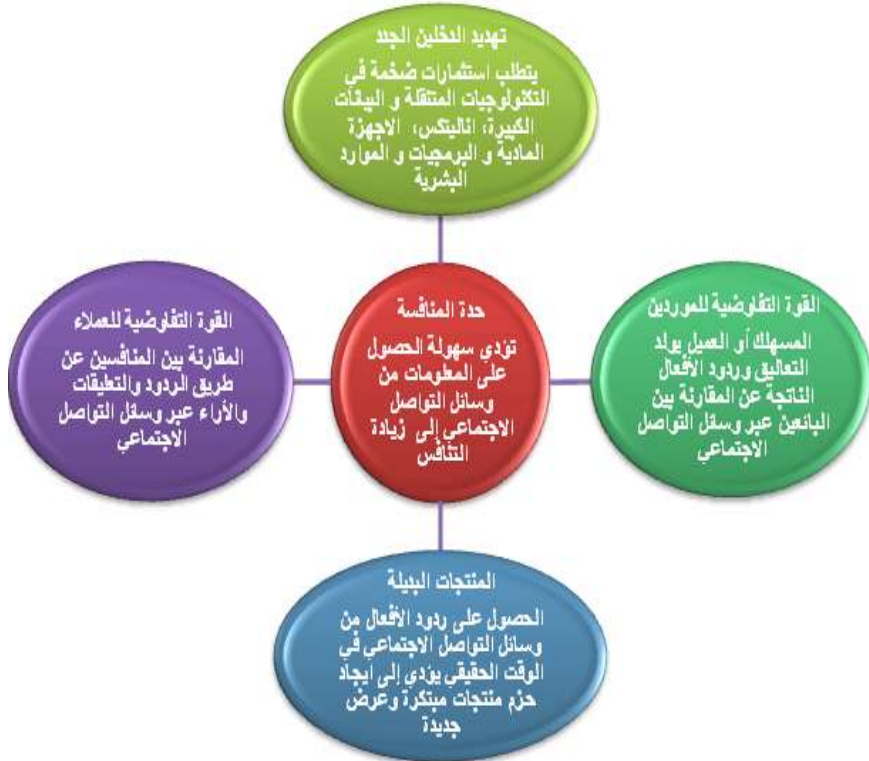 تهديد الدخلين الجدد
يتطلب استثمارات ضخمة في
التكنولوجيات المتنقلة و البيانات
الكبيرة، اناليتكس، الاجهزة
المادية و البرمجيات و الموارد
البشرية
القوة التفاوضية للموردين
المسهلك أو العميل يولد
التعاليق وردود الأفعال
الناتجة عن المقارنة بين
البائعين عبر وسائل التواصل
الاجتماعي
حدة المنافسة
تؤدي سهولة الحصول
على المعلومات من
وسائل التواصل
الاجتماعي إلى زيادة
التنافس
القوة التفاوضية للعملاء
المقارنة بين المنافسين عن
طريق الردود والتعليقات
والأراء عبر وسائل التواصل
الاجتماعي
المنتجات البديلة
الحصول على ردود الأفعال من
وسائل التواصل الاجتماعي في
الوقت الحقيقي يؤدي إلى ايجاد
حزم منتجات مبتكرة وعرض
جديدة